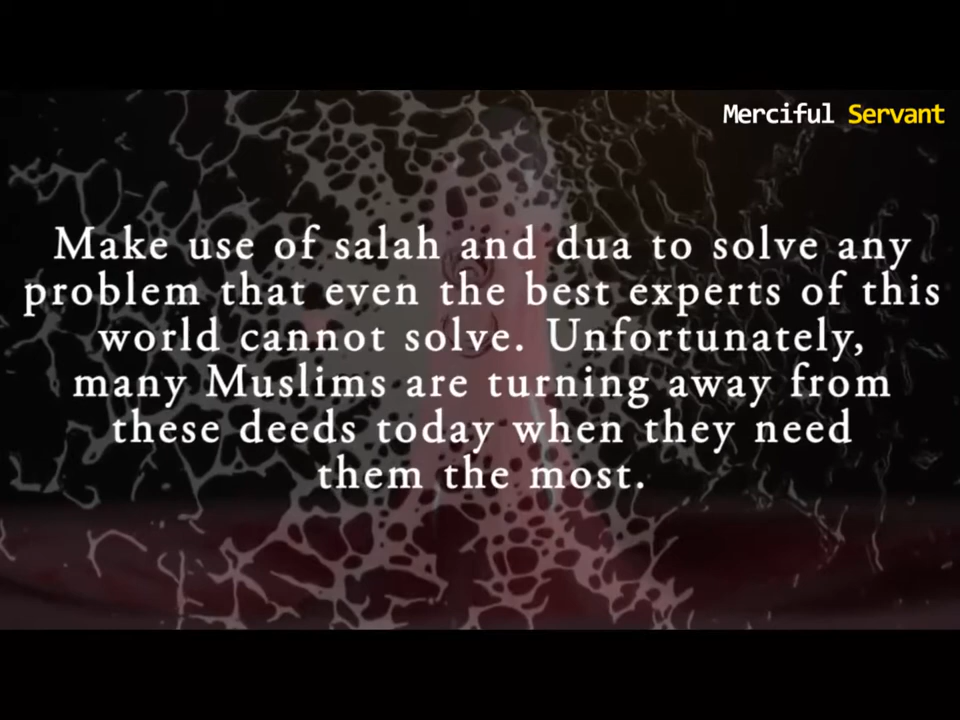 Merciful Servant
Make use of salah and dua to solve any
problem that even the best experts of this
world cannot solve. Unfortunately,
many Muslims are turning away from
these deeds today when they need
them the most.